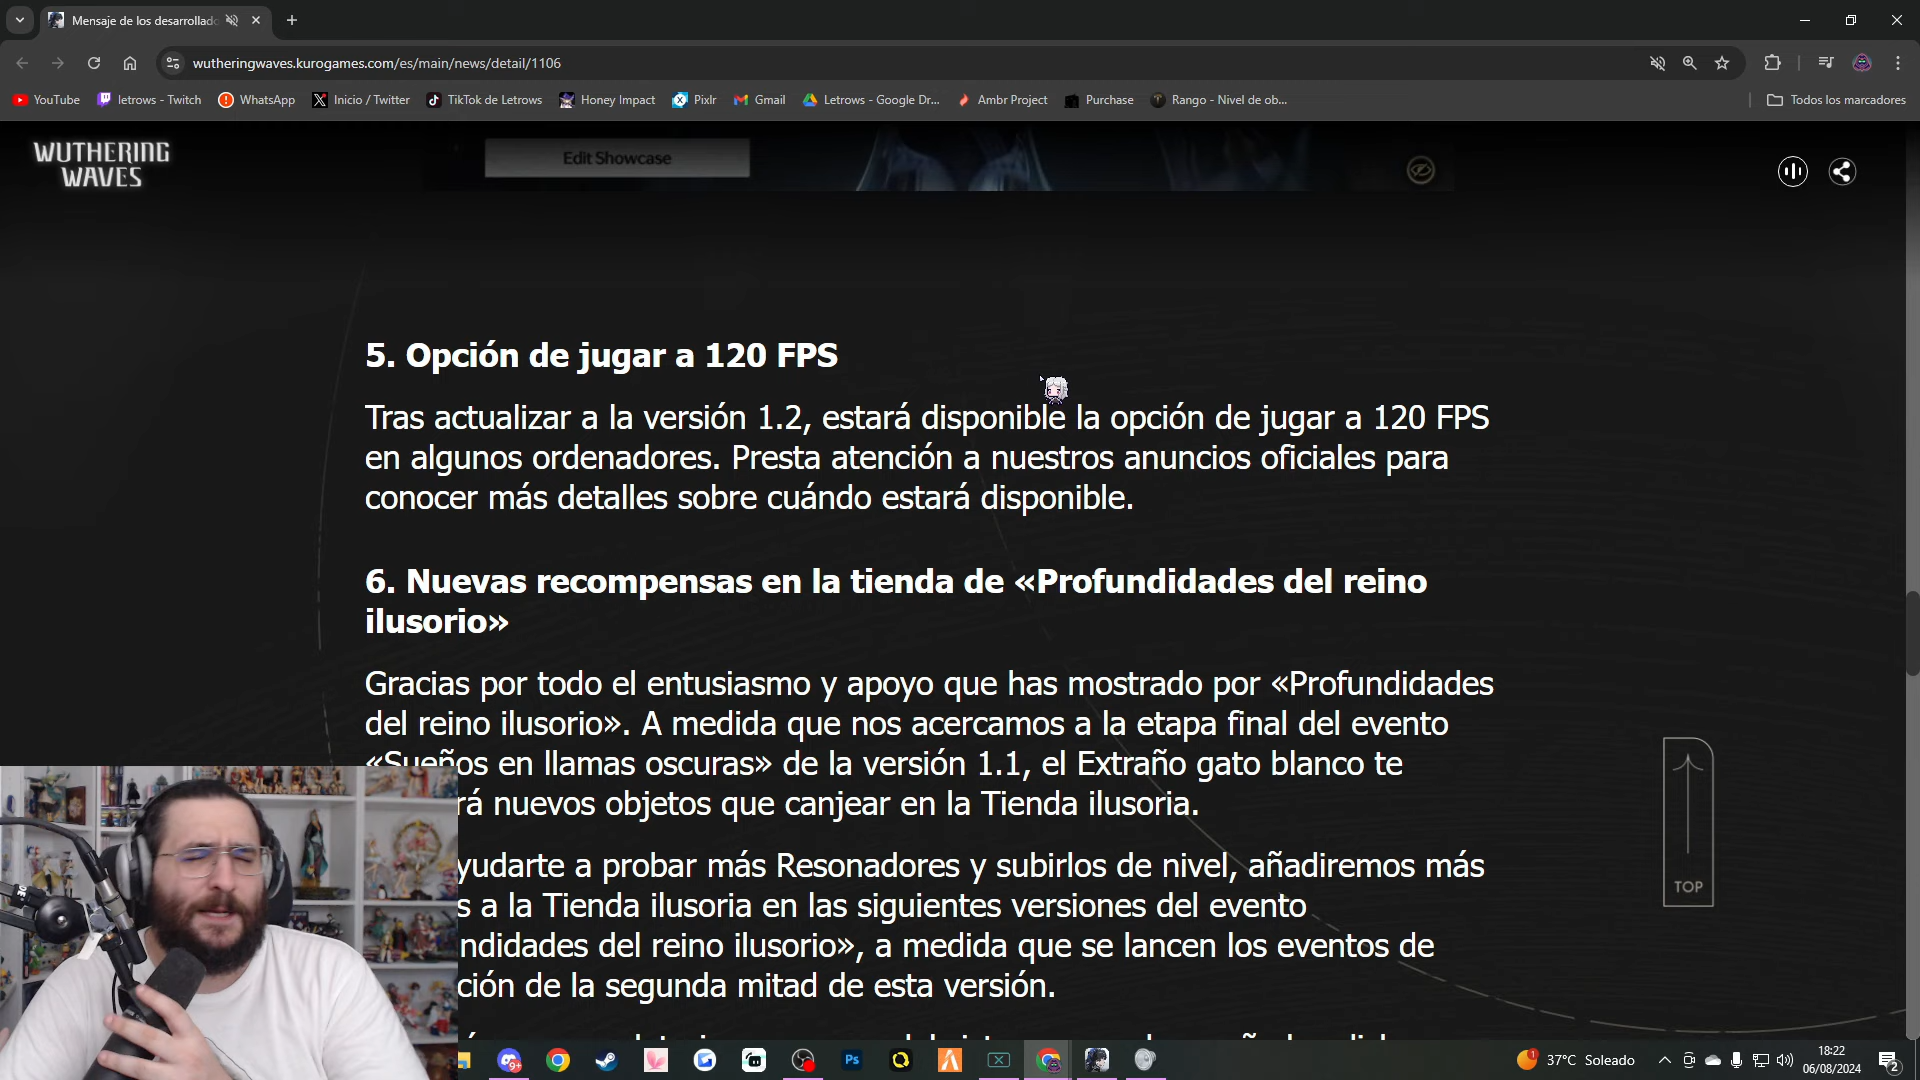 Mensaje de los desarrollado
wutheringwaves.kurogames.com/es/main/news/detail/1106
YouTube
letrows - Twitch
WhatsApp
Inicio / Twitter
TikTok de Letrows
Honey Impact
Pixlr
Gmail
Letrows - Google Dr...
Ambr Project
Purchase
Rango - Nivel de ob...
Todos los marcadores
WUTHERING
WAVES
Edit Showcase
5. Opción de jugar a 120 FPS
Tras actualizar a la versión 1.2, estará disponible la opción de jugar a 120 FPS
en algunos ordenadores. Presta atención a nuestros anuncios oficiales para
conocer más detalles sobre cuándo estará disponible.
6. Nuevas recompensas en la tienda de «Profundidades del reino
ilusorio»
Gracias por todo el entusiasmo y apoyo que has mostrado por «Profundidades
del reino ilusorio». A medida que nos acercamos a la etapa final del evento
«Sueños en llamas oscuras» de la versión 1.1, el Extraño gato blanco te
rá nuevos objetos que canjear en la Tienda ilusoria.
yudarte a probar más Resonadores y subirlos de nivel, añadiremos más
s a la Tienda ilusoria en las siguientes versiones del evento
ndidades del reino ilusorio», a medida que se lancen los eventos de
ción de la segunda mitad de esta versión.
TOP
9+
Ps
1
37°C Soleado
18:22
06/08/2024
2